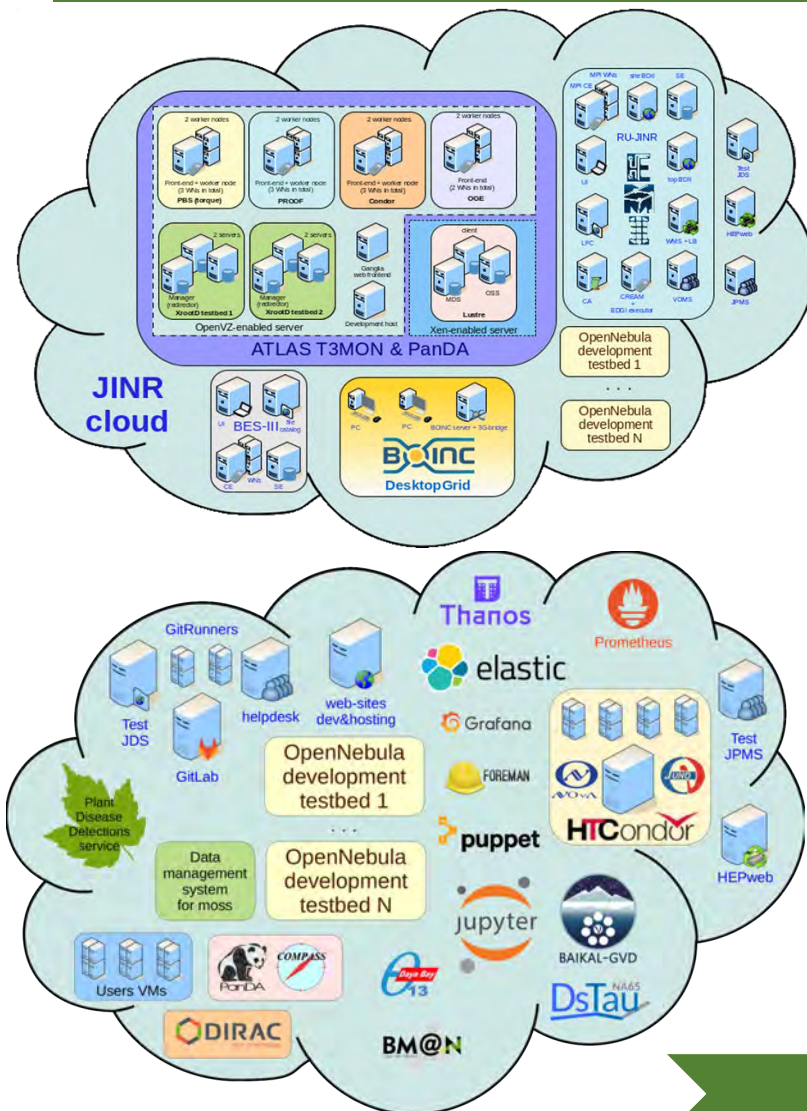 2 worker nodes
Front-end + worker node
(3 WNs in total)
PBS (torque)
2 worker nodes
Front-end + worker node
(3 WNs in total)
PROOF
2 worker nodes
Front-end + worker node
(3 WNs in total)
Condor
2 worker nodes
Front-end
(2 WNs in total)
OGE
2 servers
Manager
(redirector)
XrootD testbed 1
2 servers
Manager
(redirector)
XrootD testbed 2
Ganglia
web frontend
Development host
OpenVZ-enabled server
client
MDS
OSS
Lustre
Xen-enabled server
ATLAS T3MON & PanDA
MPI WNs
site BDII
SE
MPI CE
RU-JINR
UI
top BDII
LFC
WMS + LB
CA
CREAM
+
EDGI executor
VOMS
Test
JDS
HEPweb
JPMS
OpenNebula
development
testbed 1
. . .
OpenNebula
development
testbed N
JINR
cloud
UI
BES-III
file
catalog
CE
WNs
SE
PC
PC
BOINC server + 3G-bridge
BOINC
DesktopGrid
Thanos
Prometheus
GitRunners
elastic
Test
JDS
helpdesk
web-sites
dev&hosting
GitLab
Grafana
Test
JPMS
OpenNebula
development
testbed 1
FOREMAN
NOvA
JUNO
Plant
Disease
Detections
service
. . .
puppet
HTCondor
Data
management
system
for moss
OpenNebula
development
testbed N
HEPweb
jupyter
BAIKAL-GVD
Users VMs
PanDA
COMPASS
Daya Bay
θ13
NA65
DsTau
DIRAC
BM@N